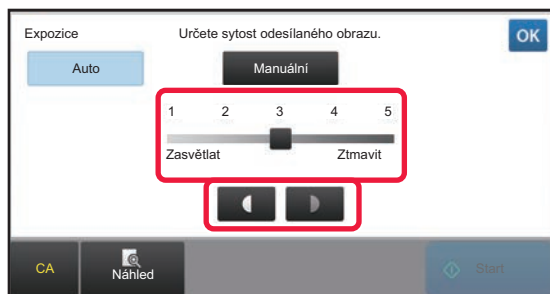 Expozice
Určete sytost odesílaného obrazu.
OK
Auto
Manuální
1 2 3 4 5
Zasvětlat
Ztmavit
CA
Náhled
Start